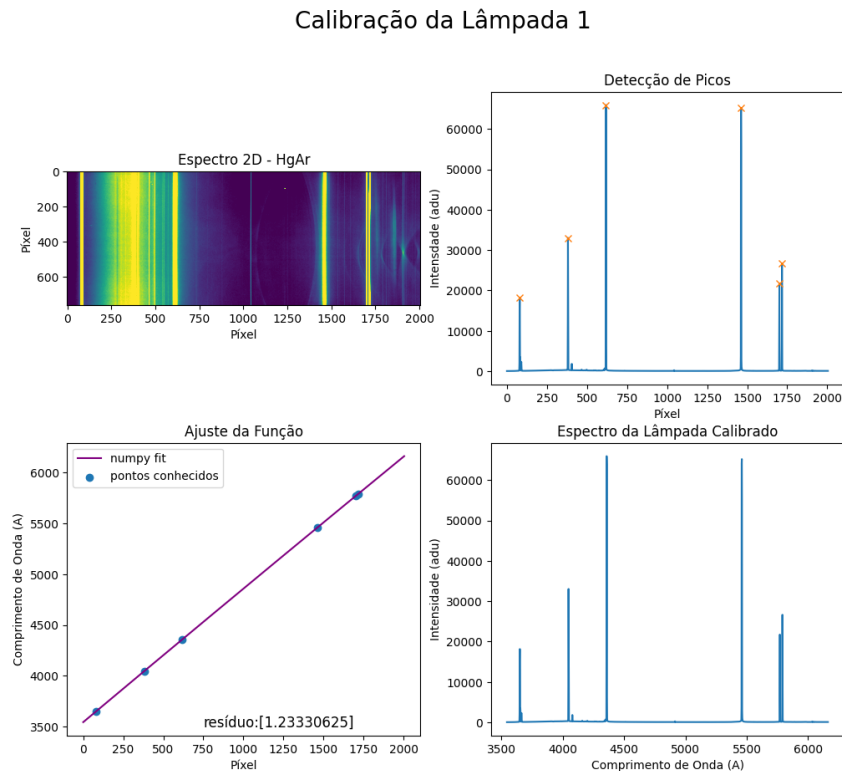 Calibração da Lâmpada 1
Espectro 2D - HgAr
0
200
400
600
Píxel
0 250 500 750 1000 1250 1500 1750 2000
Píxel
Detecção de Picos
60000
50000
40000
30000
20000
10000
0
Intensdade (adu)
0 250 500 750 1000 1250 1500 1750 2000
Píxel
Ajuste da Função
numpy fit
pontos conhecidos
6000
5500
5000
4500
4000
3500
Comprimento de Onda (A)
resíduo:[1.23330625]
0 250 500 750 1000 1250 1500 1750 2000
Píxel
Espectro da Lâmpada Calibrado
60000
50000
40000
30000
20000
10000
0
Intensidade (adu)
3500 4000 4500 5000 5500 6000
Comprimento de Onda (A)